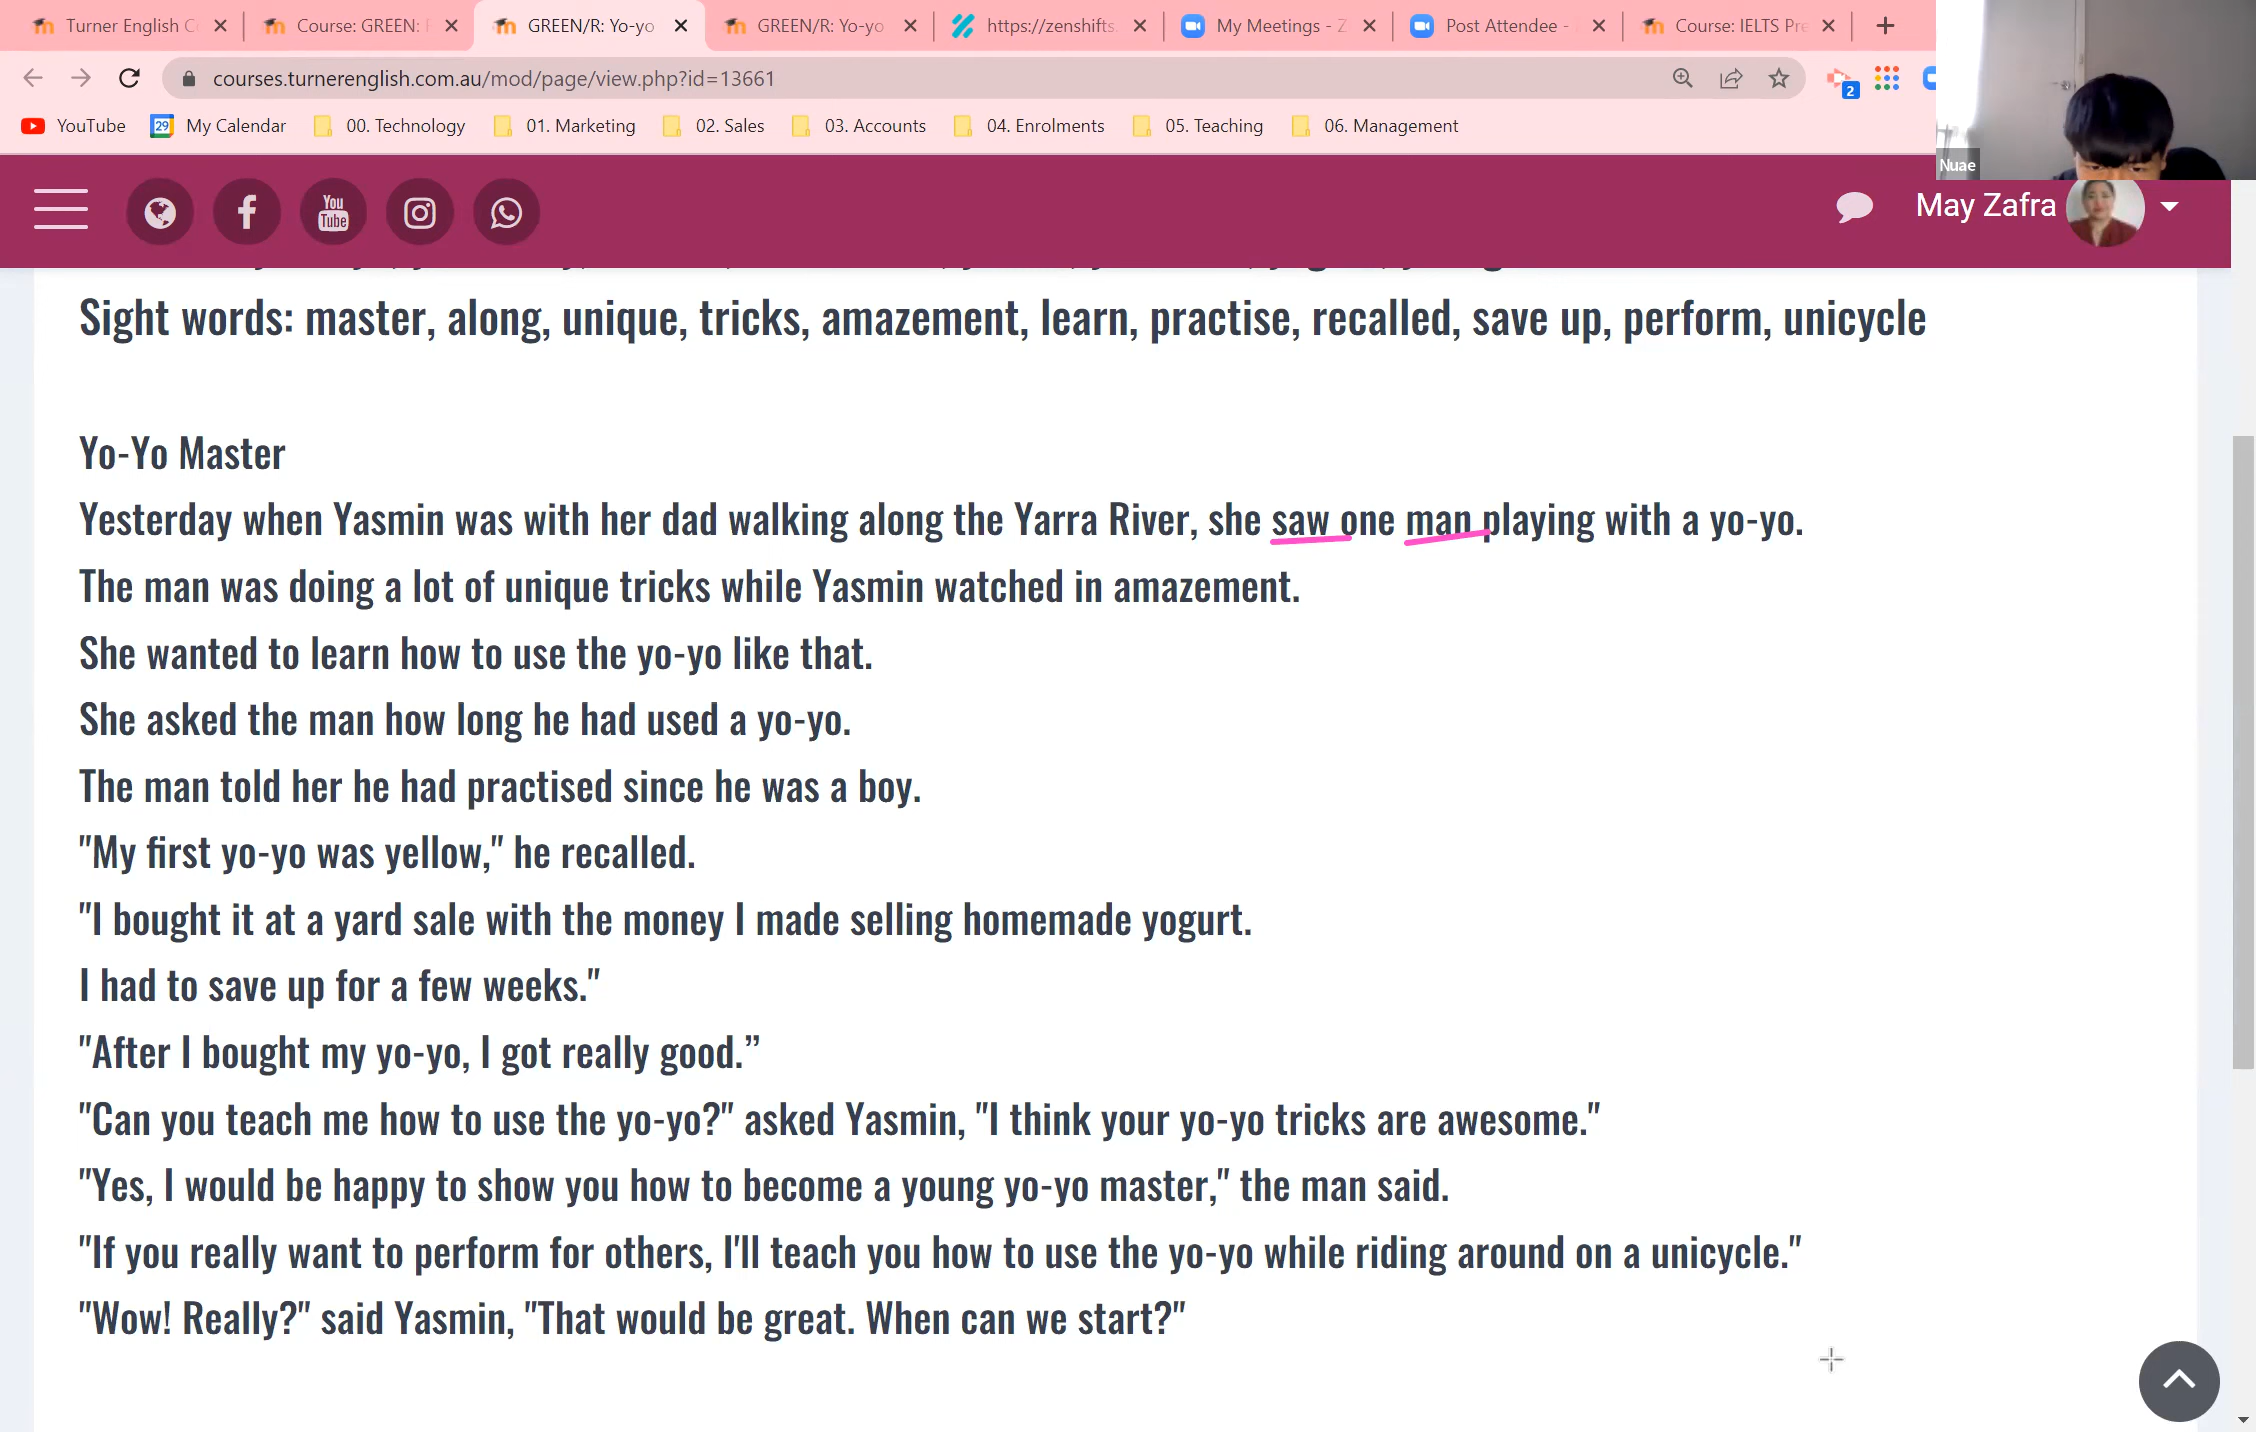 Turner English C
Course: GREEN:
GREEN/R: Yo-yo
GREEN/R: Yo-yo
https://zenshifts.
My Meetings - Z
Post Attendee -
Course: IELTS Pre
courses.turnerenglish.com.au/mod/page/view.php?id=13661
2
YouTube
29 My Calendar
00. Technology
01. Marketing
02. Sales
03. Accounts
04. Enrolments
05. Teaching
06. Management
Nuae
You
Tube
May Zafra
Sight words: master, along, unique, tricks, amazement, learn, practise, recalled, save up, perform, unicycle
Yo-Yo Master
Yesterday when Yasmin was with her dad walking along the Yarra River, she saw one man playing with a yo-yo.
The man was doing a lot of unique tricks while Yasmin watched in amazement.
She wanted to learn how to use the yo-yo like that.
She asked the man how long he had used a yo-yo.
The man told her he had practised since he was a boy.
"My first yo-yo was yellow," he recalled.
"I bought it at a yard sale with the money I made selling homemade yogurt.
I had to save up for a few weeks."
"After I bought my yo-yo, I got really good.”
"Can you teach me how to use the yo-yo?" asked Yasmin, "I think your yo-yo tricks are awesome."
"Yes, I would be happy to show you how to become a young yo-yo master," the man said.
"If you really want to perform for others, I'll teach you how to use the yo-yo while riding around on a unicycle."
"Wow! Really?" said Yasmin, "That would be great. When can we start?"